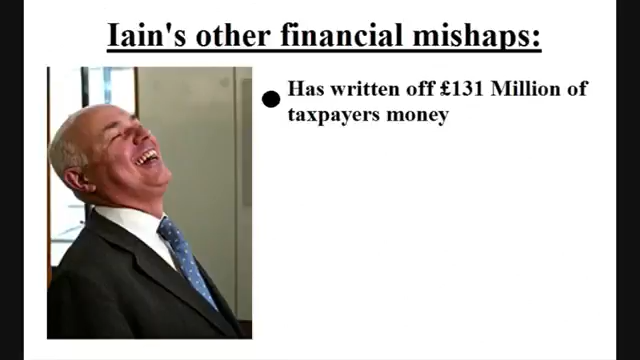 Iain's other financial mishaps:
Has written off £131 Million of
taxpayers money